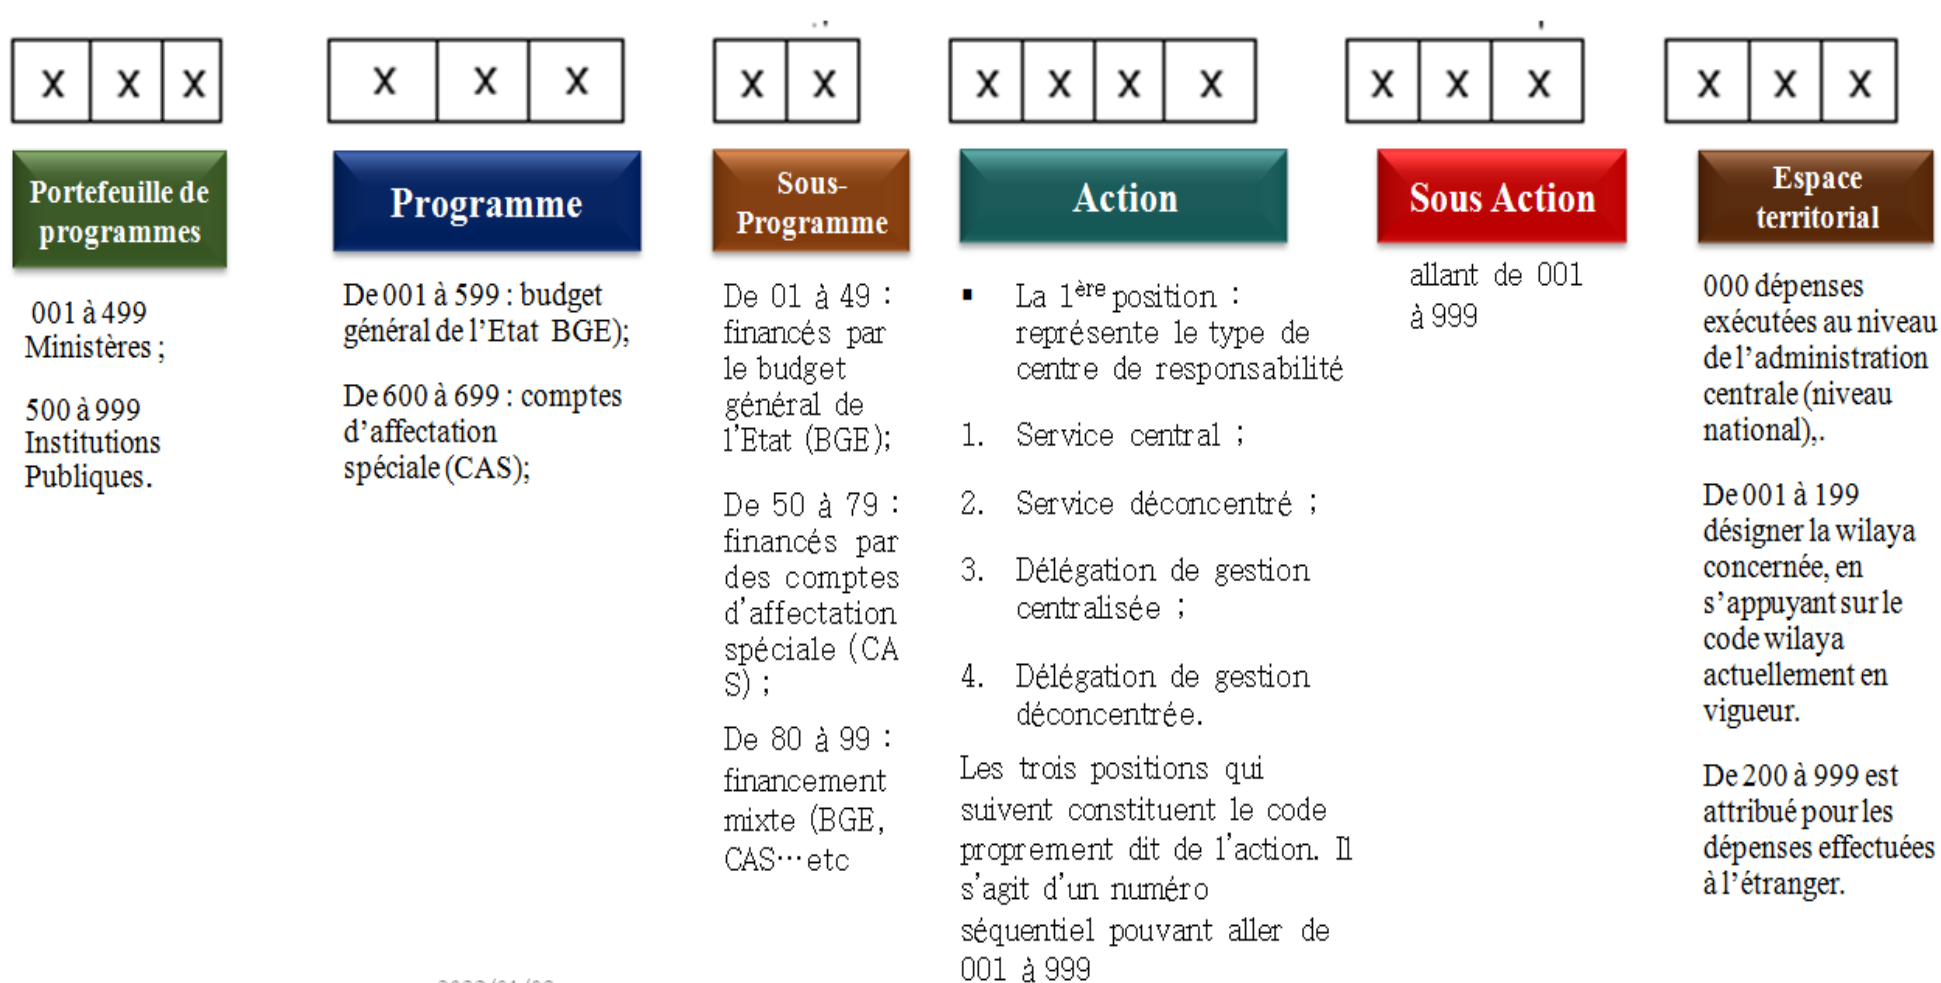 X X X
X X X
X X
X X X X
X X X
X X X
Portefeuille de
programmes
001 à 499
Ministères ;
500 à 999
Institutions
Publiques.
Programme
De 001 à 599 : budget
général de l'Etat BGE);
De 600 à 699 : comptes
d'affectation
spéciale (CAS);
Sous-
Programme
De 01 à 49 :
financés par
le budget
général de
l'Etat (BGE);
De 50 à 79 :
financés par
des comptes
d'affectation
spéciale (CA
S) ;
De 80 à 99 :
financement
mixte (BGE,
CAS…etc
Action
▪ La 1ère position :
représente le type de
centre de responsabilité
1. Service central ;
2. Service déconcentré ;
3. Délégation de gestion
centralisée ;
4. Délégation de gestion
déconcentrée.
Les trois positions qui
suivent constituent le code
proprement dit de l'action. Il
s'agit d'un numéro
séquentiel pouvant aller de
001 à 999
Sous Action
allant de 001
à 999
Espace
territorial
000 dépenses
exécutées au niveau
de l'administration
centrale (niveau
national),.
De 001 à 199
désigner la wilaya
concernée, en
s'appuyant sur le
code wilaya
actuellement en
vigueur.
De 200 à 999 est
attribué pour les
dépenses effectuées
à l'étranger.